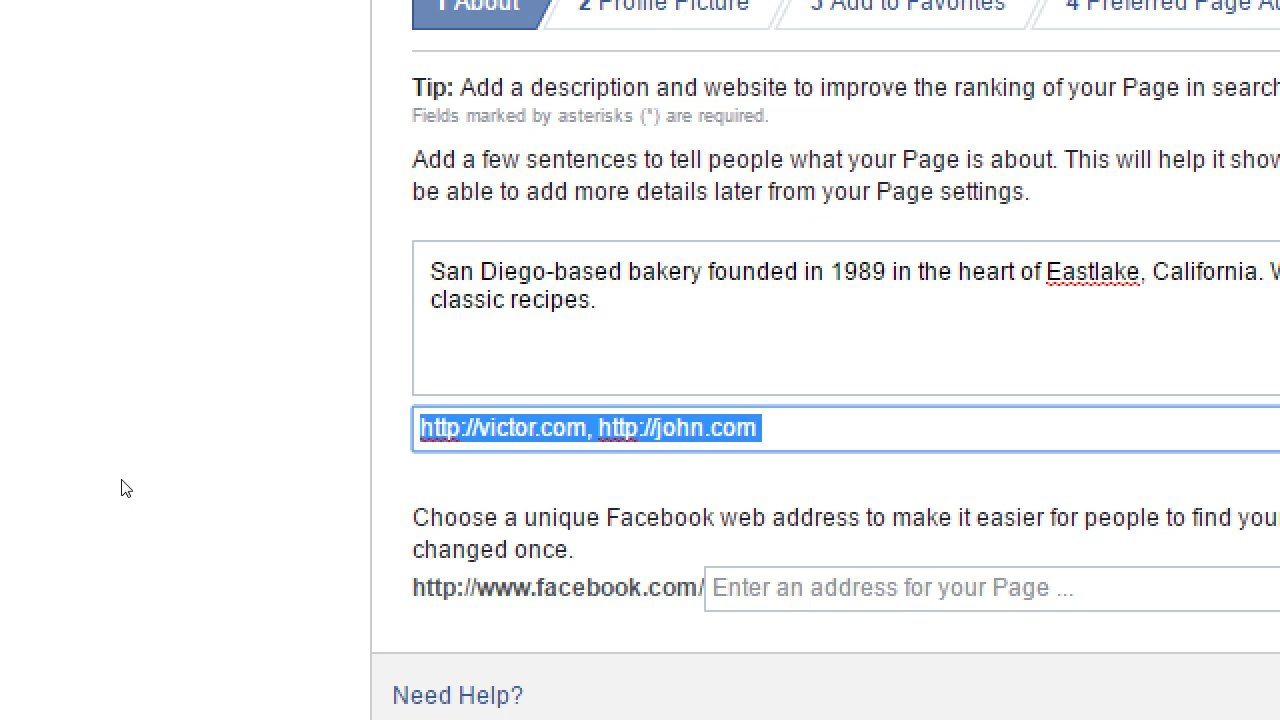 1 About 2 Profile Picture 3 Add to Favorites 4 Preferred Page
Tip: Add a description and website to improve the ranking of your Page in search
Fields marked by asterisks (*) are required.
Add a few sentences to tell people what your Page is about. This will help it show
be able to add more details later from your Page settings.
San Diego-based bakery founded in 1989 in the heart of Eastlake, California.
classic recipes.
http://victor.com, http://john.com
Choose a unique Facebook web address to make it easier for people to find your
changed once.
http://www.facebook.com/ Enter an address for your Page ...
Need Help?